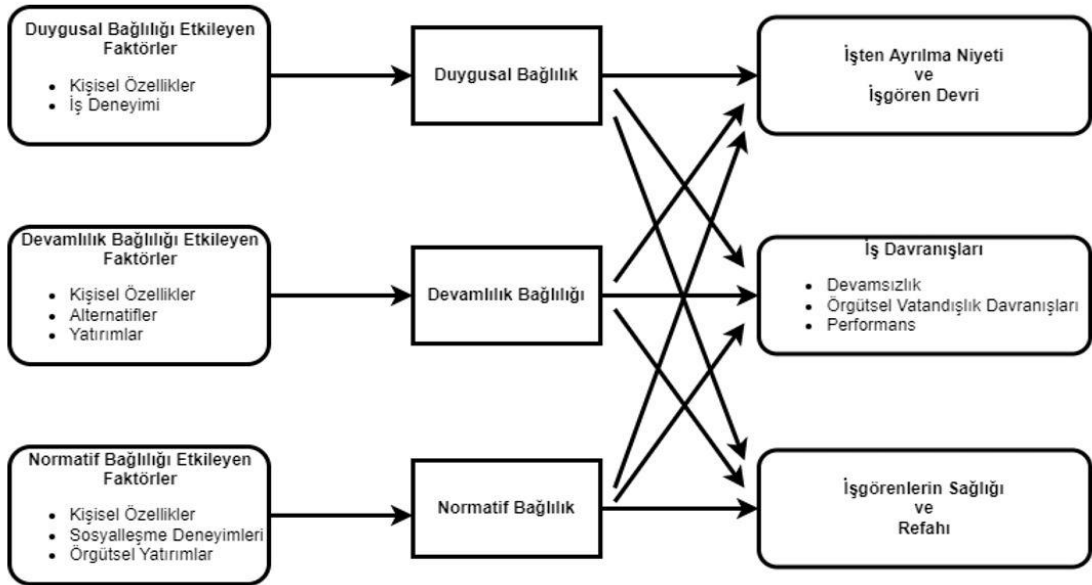 Duygusal Bağlılığı Etkileyen
Faktörler
Kişisel Özellikler
İş Deneyimi
Duygusal Bağlılık
İşten Ayrılma Niyeti
ve
İşgören Devri
Devamlılık Bağlılığı Etkileyen
Faktörler
Kişisel Özellikler
Alternatifler
Yatırımlar
Devamlılık Bağlılığı
İş Davranışları
Devamsızlık
Örgütsel Vatandışlık Davranışları
Performans
Normatif Bağlılığı Etkileyen
Faktörler
Kişisel Özellikler
Sosyalleşme Deneyimleri
Örgütsel Yatırımlar
Normatif Bağlılık
İşgörenlerin Sağlığı
ve
Refahı